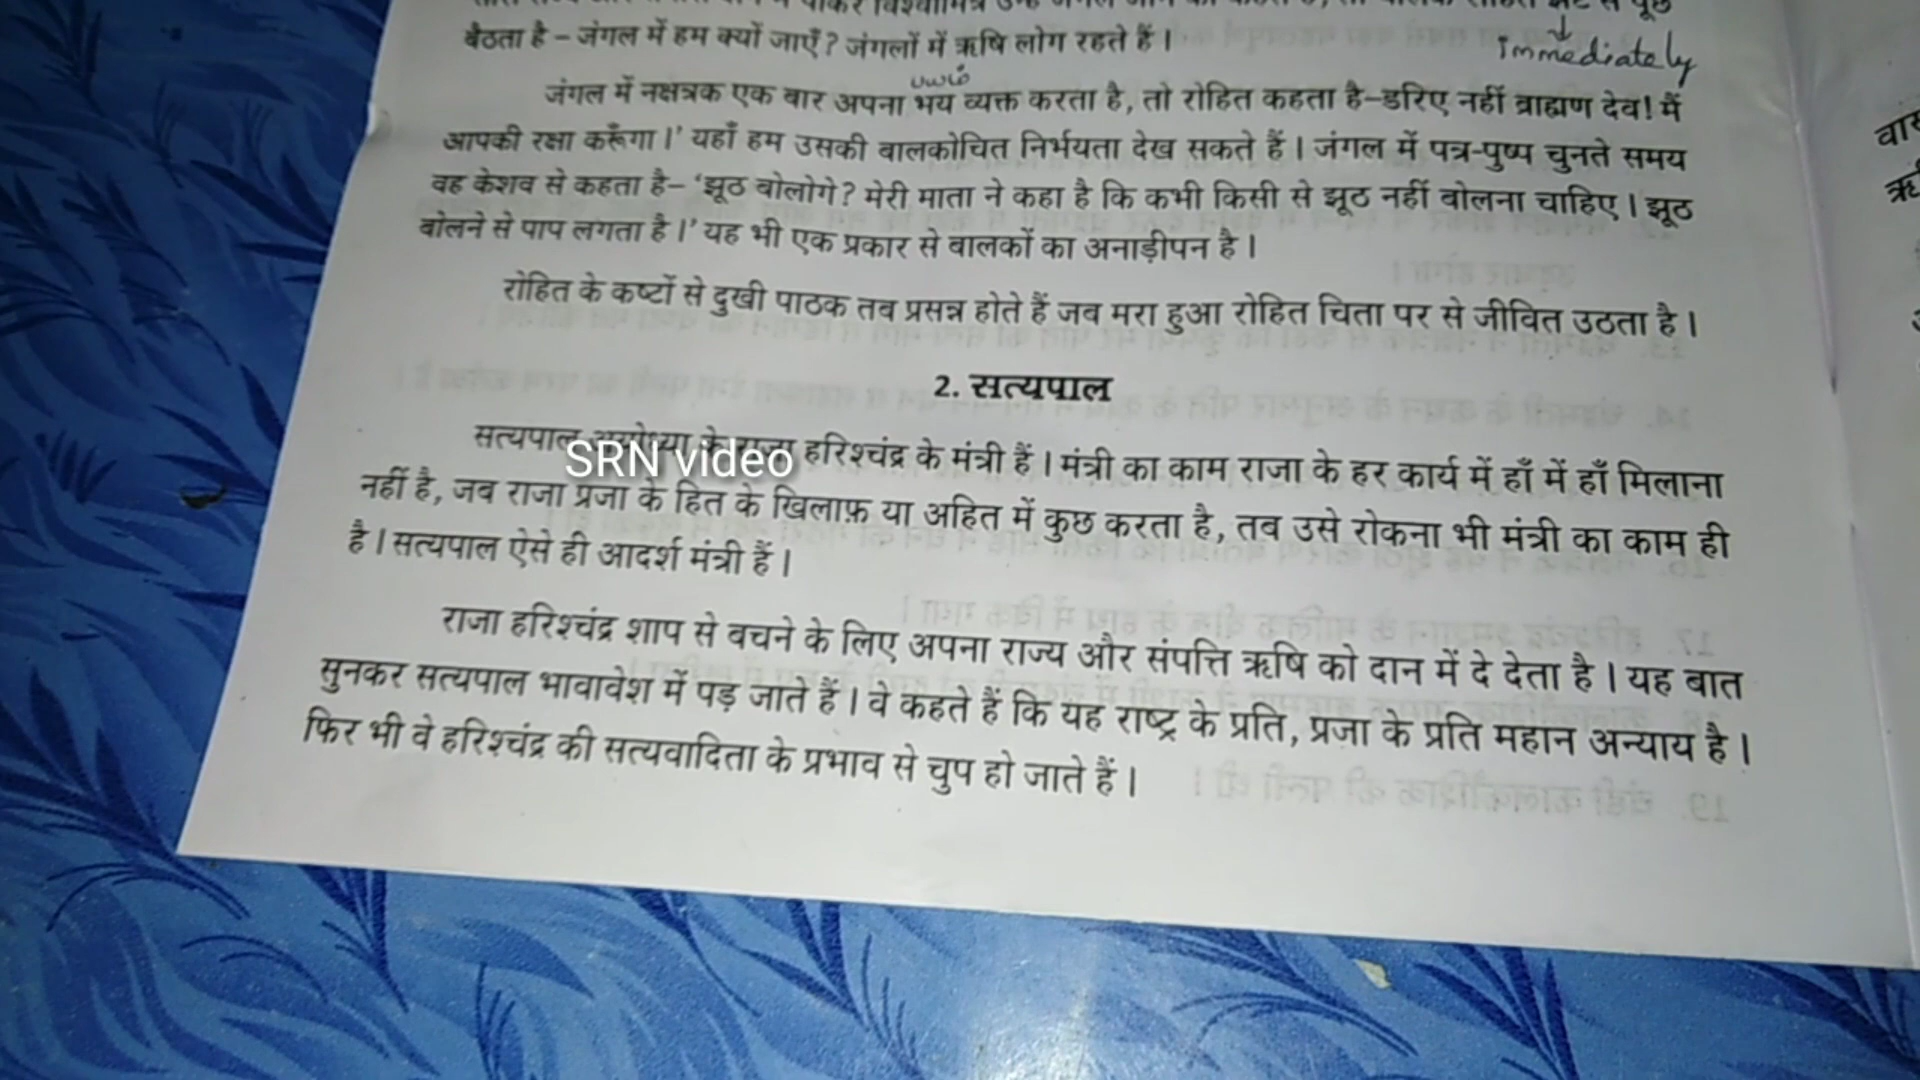 बैठता है – जंगल में हम क्यों जाएँ? जंगलों में ऋषि लोग रहते हैं।
immediately
பயம்
जंगल में नक्षत्रक एक बार अपना भय व्यक्त करता है, तो रोहित कहता है–डरिए नहीं ब्राह्मण देव! मैं
आपकी रक्षा करूँगा।' यहाँ हम उसकी बालकोचित निर्भयता देख सकते हैं। जंगल में पत्र-पुष्प चुनते समय
वह केशव से कहता है– 'झूठ बोलोगे? मेरी माता ने कहा है कि कभी किसी से झूठ नहीं बोलना चाहिए। झूठ
बोलने से पाप लगता है।' यह भी एक प्रकार से बालकों का अनाड़ीपन है।
रोहित के कष्टों से दुखी पाठक तब प्रसन्न होते हैं जब मरा हुआ रोहित चिता पर से जीवित उठता है।
2. सत्यपाल
सत्यपाल अयोध्या के राजा हरिश्चंद्र के मंत्री हैं। मंत्री का काम राजा के हर कार्य में हाँ में हाँ मिलाना
SRN video
नहीं है, जब राजा प्रजा के हित के खिलाफ़ या अहित में कुछ करता है, तब उसे रोकना भी मंत्री का काम ही
है। सत्यपाल ऐसे ही आदर्श मंत्री हैं।
राजा हरिश्चंद्र शाप से बचने के लिए अपना राज्य और संपत्ति ऋषि को दान में दे देता है। यह बात
सुनकर सत्यपाल भावावेश में पड़ जाते हैं। वे कहते हैं कि यह राष्ट्र के प्रति, प्रजा के प्रति महान अन्याय है।
फिर भी वे हरिश्चंद्र की सत्यवादिता के प्रभाव से चुप हो जाते हैं।